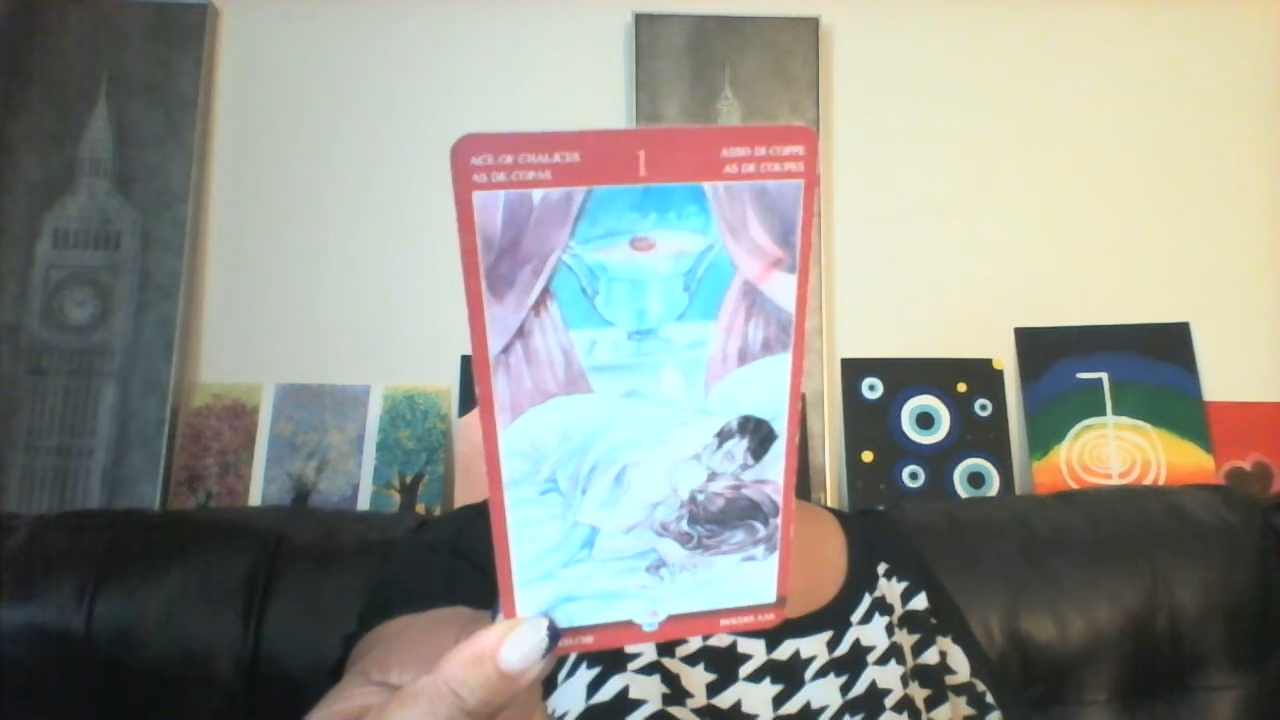 ACE OF CHALICES
AS DE COPAS
1
ASSO DI COPPE
AS DE COUPES